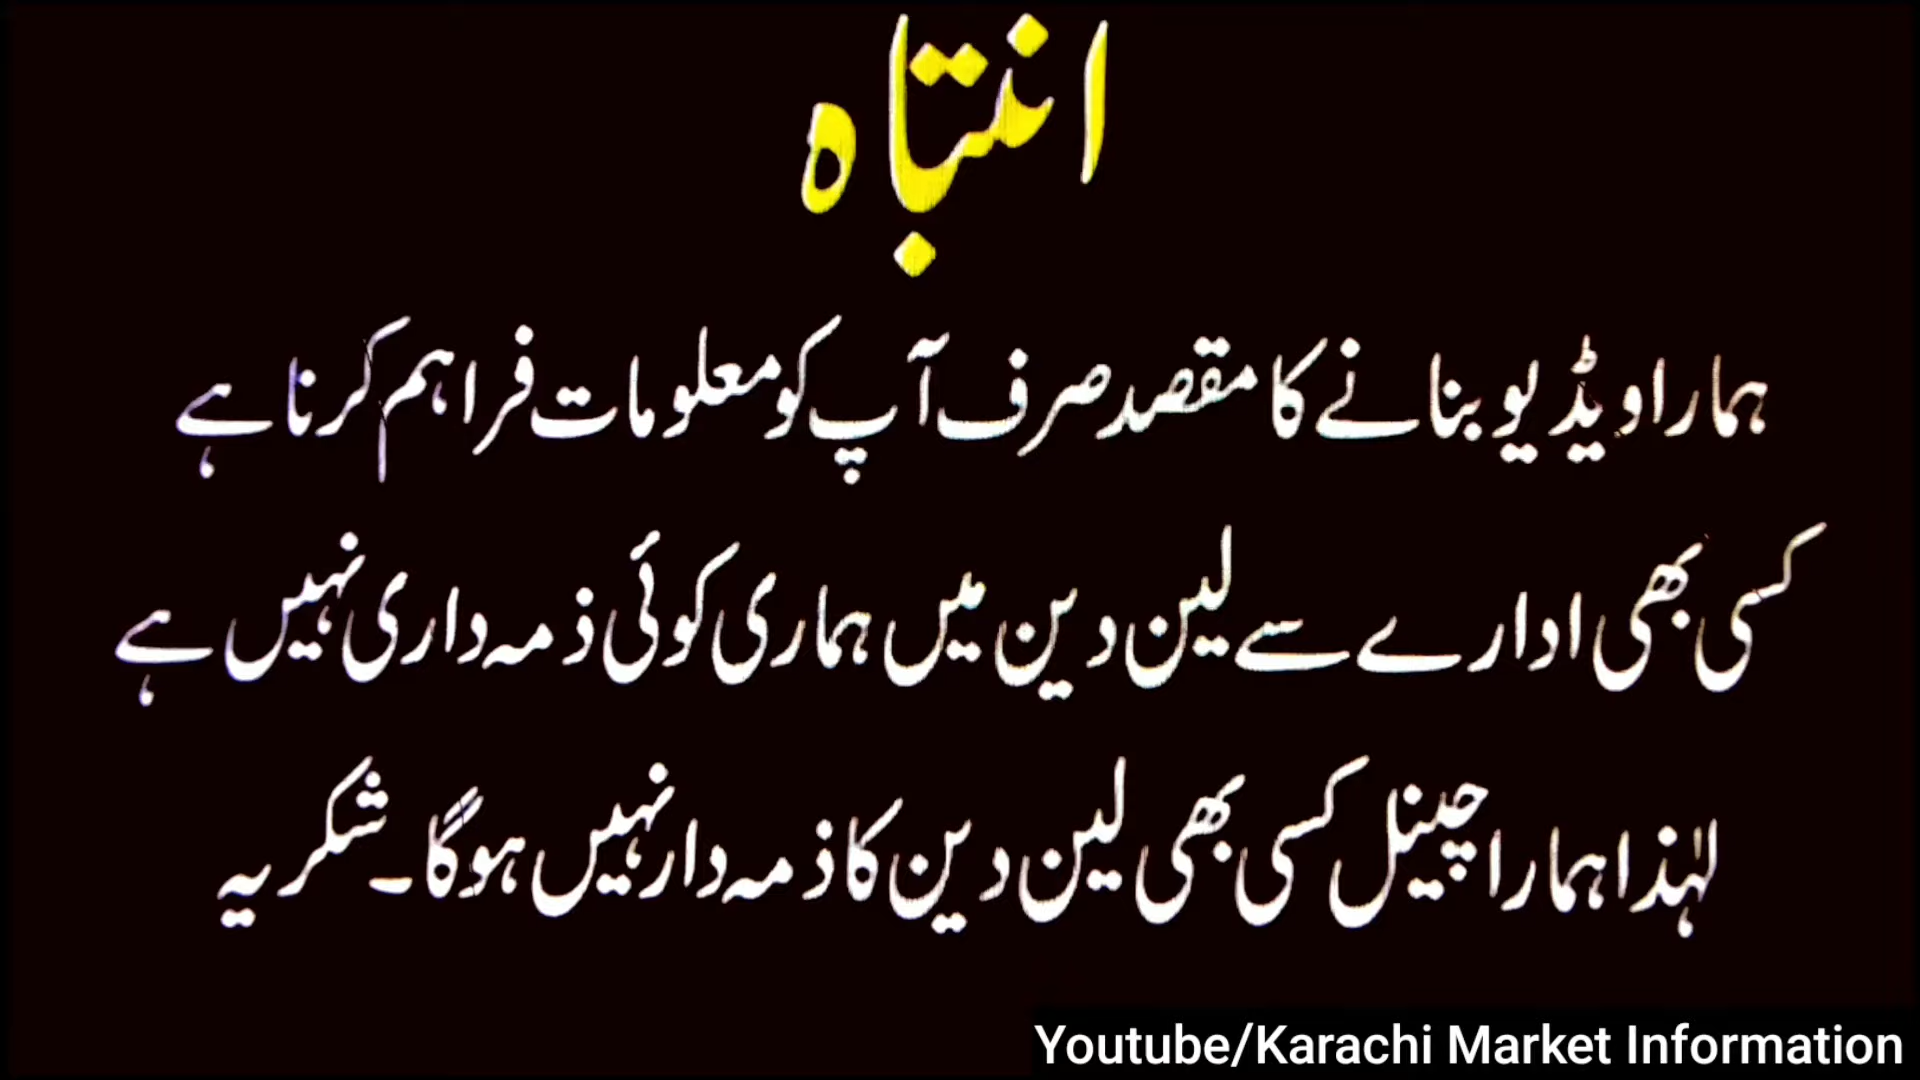 انتباہ
ہمارا ویڈیو بنانے کا مقصد صرف آپ کو معلومات فراہم کرنا ہے
کسی بھی ادارے سے لین دین میں ہماری کوئی ذمہ داری نہیں ہے
لہٰذا ہمارا چینل کسی بھی لین دین کا ذمہ دار نہیں ہوگا۔ شکریہ
Youtube/Karachi Market Information